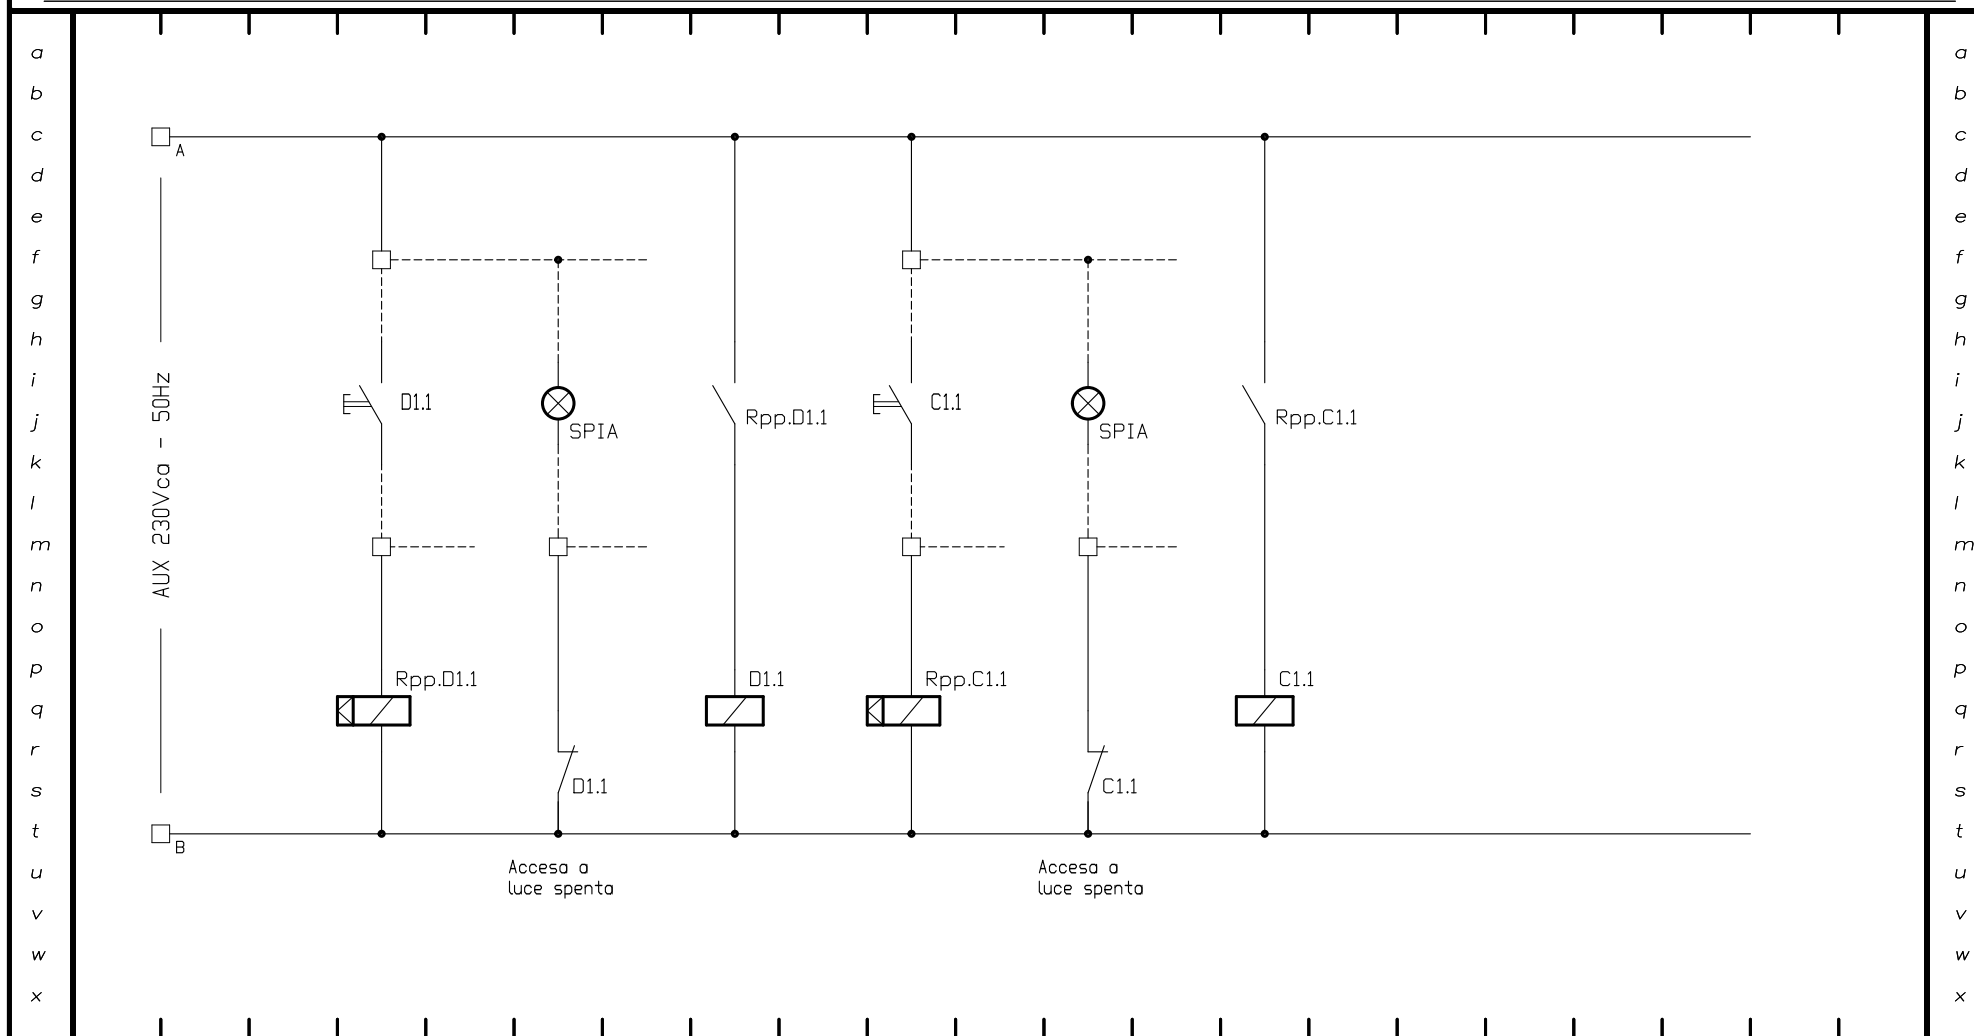 a a
b b
c c
A
d d
e e
f f
g g
h h
i i
D1.1 C1.1
j j
Rpp.D1.1 Rpp.C1.1
SPIA SPIA
k k
AUX 230Vca - 50Hz
l l
m m
n n
o o
p p
Rpp.D1.1 D1.1 Rpp.C1.1 C1.1
q q
r r
D1.1 C1.1
s s
t t
B
u u
Accesa a
luce spenta
Accesa a
luce spenta
v v
w w
x x